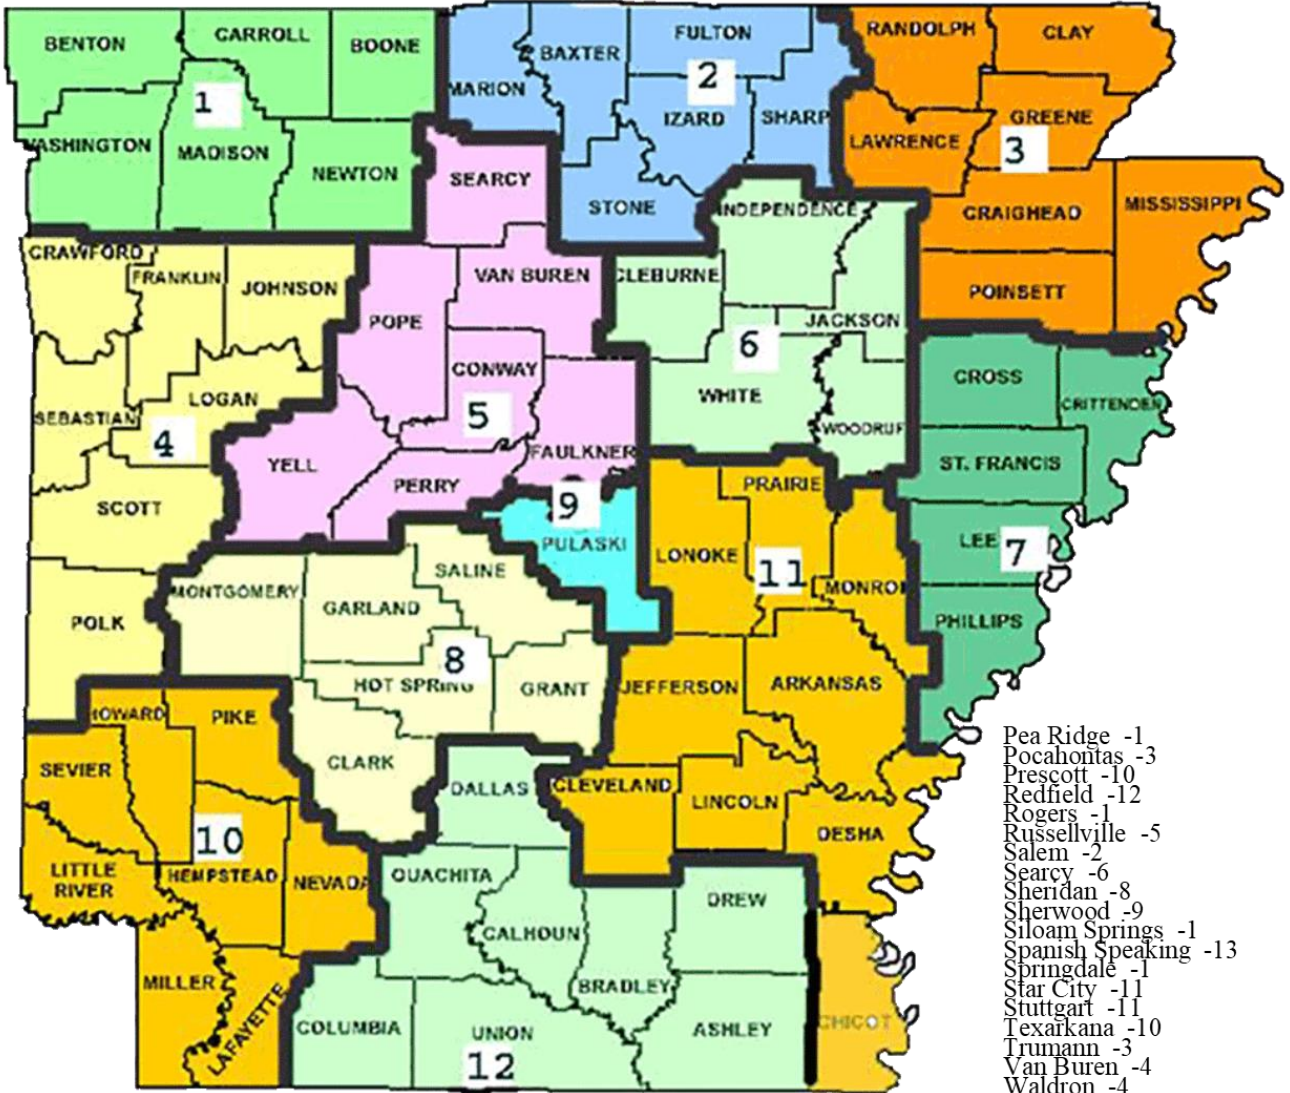 BENTON
CARROLL
BOONE
MARION
BAXTER
FULTON
RANDOLPH
CLAY
1
2
3
WASHINGTON
MADISON
NEWTON
IZARD
SHARP
GREENE
LAWRENCE
SEARCY
STONE
INDEPENDENCE
CRAIGHEAD
MISSISSIPPI
CRAWFORD
FRANKLIN
JOHNSON
VAN BUREN
CLEBURNE
POINSETT
POPE
JACKSON
6
CONWAY
CROSS
SEBASTIAN
LOGAN
WHITE
CRITTENDEN
4
5
WOODRUF
YELL
FAULKNER
ST. FRANCIS
SCOTT
PERRY
9
PRAIRIE
PULASKI
LONOKE
LEE
7
11
SALINE
MONTGOMERY
GARLAND
MONROE
POLK
PHILLIPS
8
HOT SPRING
GRANT
JEFFERSON
ARKANSAS
HOWARD
PIKE
SEVIER
CLARK
DALLAS
CLEVELAND
LINCOLN
DESHA
10
LITTLE
RIVER
HEMPSTEAD
NEVADA
OUACHITA
DREW
CALHOUN
MILLER
LAFAYETTE
BRADLEY
COLUMBIA
UNION
ASHLEY
CHICOT
12
Pea Ridge -1
Pocahontas -3
Prescott -10
Redfield -12
Rogers -1
Russellville -5
Salem -2
Searcy -6
Sheridan -8
Sherwood -9
Siloam Springs -1
Spanish Speaking -13
Springdale -1
Star City -11
Stuttgart -11
Texarkana -10
Trumann -3
Van Buren -4
Waldron -4